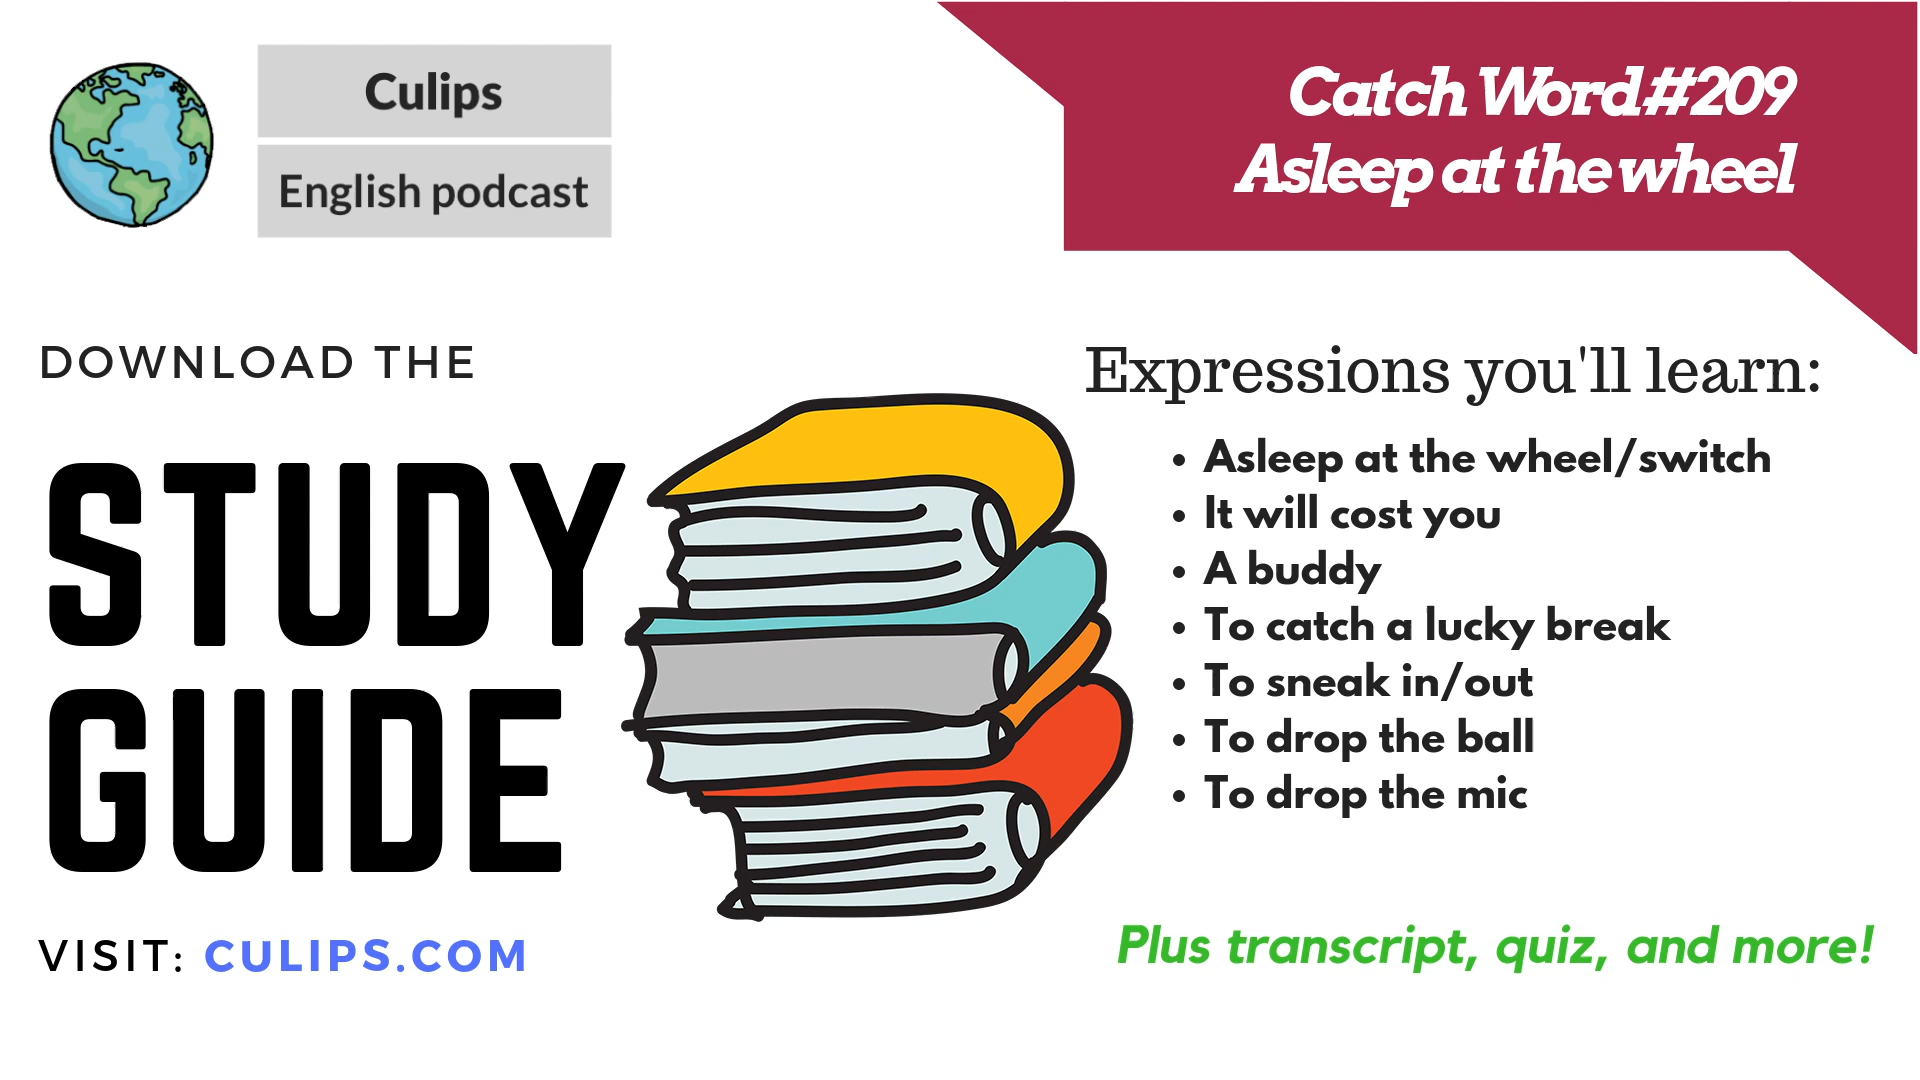 Culips
English podcast
Catch Word #209
Asleep at the wheel
DOWNLOAD THE
STUDY
GUIDE
VISIT: CULIPS.COM
Expressions you'll learn:
• Asleep at the wheel/switch
• It will cost you
• A buddy
• To catch a lucky break
• To sneak in/out
• To drop the ball
• To drop the mic
Plus transcript, quiz, and more!